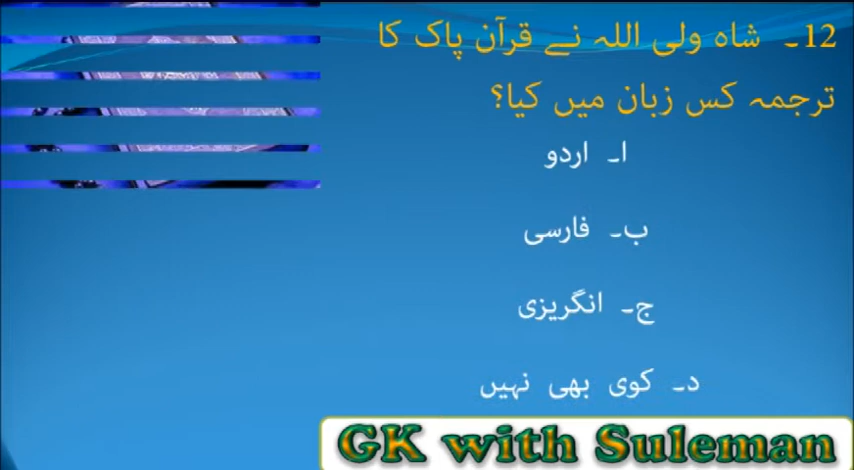 12۔ شاہ ولی اللہ نے قرآن پاک کا
ترجمہ کس زبان میں کیا؟
ا۔ اردو
ب۔ فارسی
ج۔ انگریزی
د۔ کوی بھی نہیں
GK with Suleman